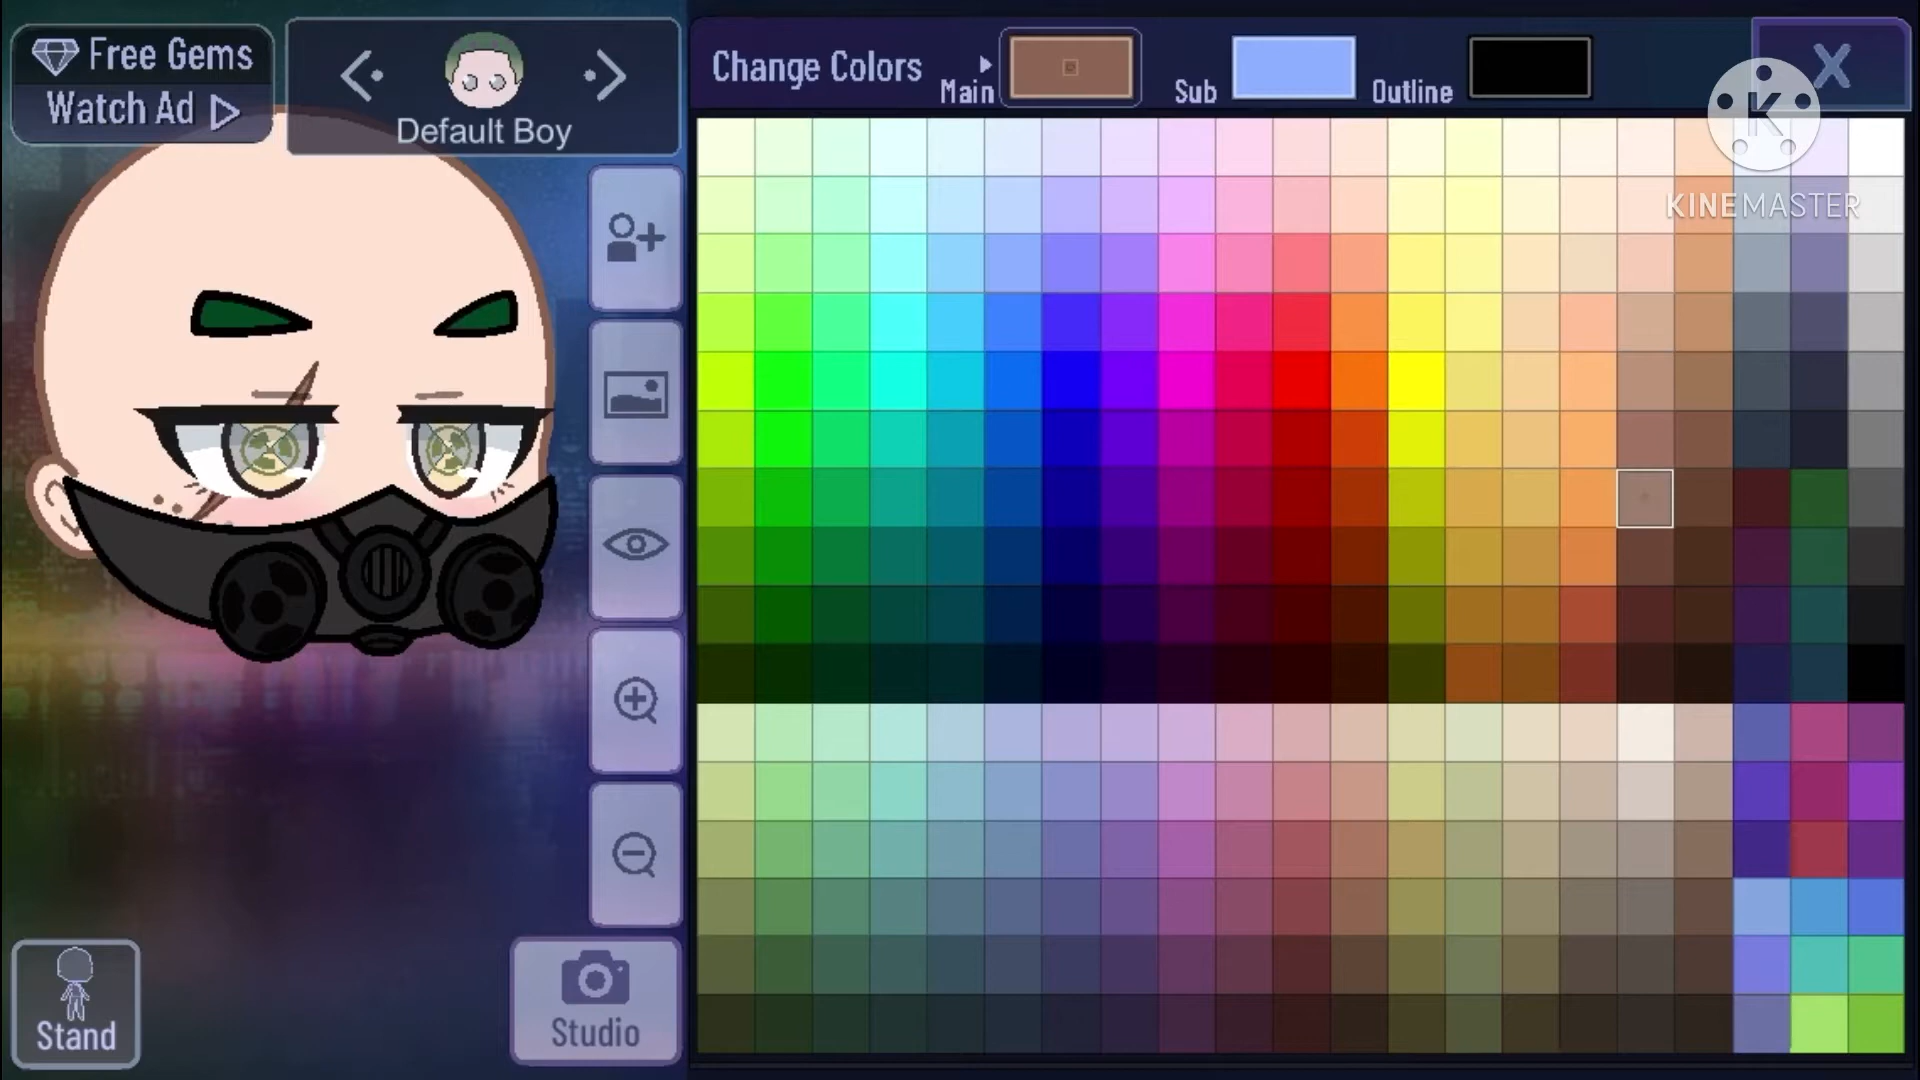 Free Gems
Watch Ad
Default Boy
Change Colors
Main
Sub
Outline
X
K
KINEMASTER
Stand
Studio